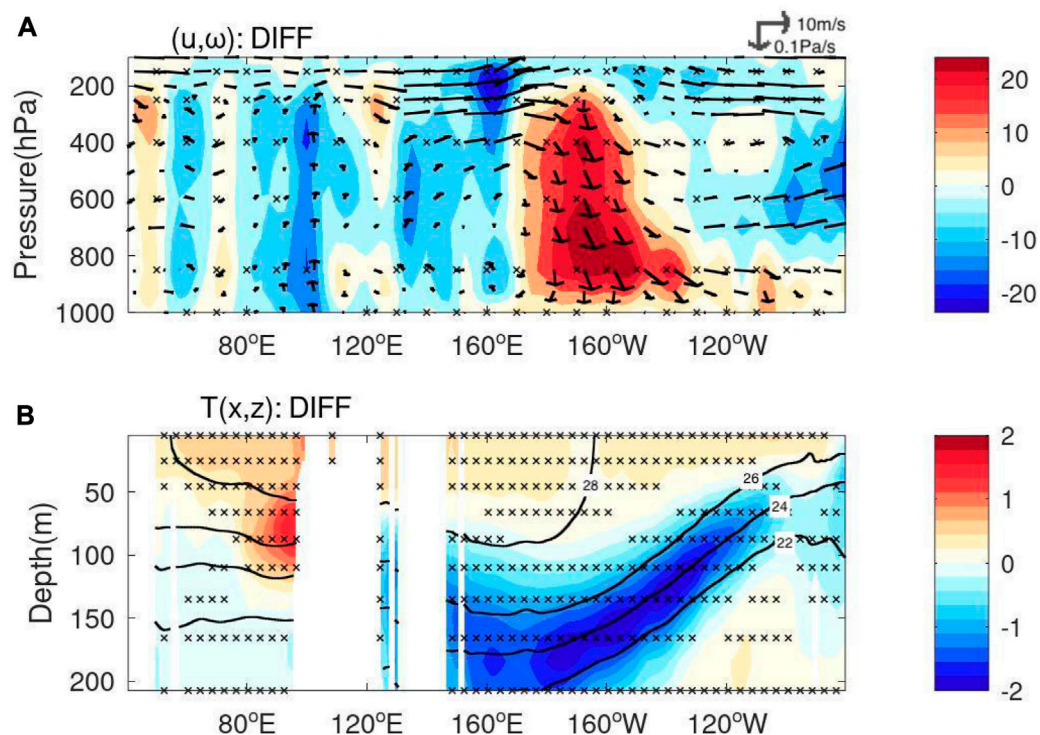 A
(u,ω): DIFF
10m/s
0.1Pa/s
Pressure(hPa)
200
400
600
800
1000
80°E
120°E
160°E
160°W
120°W
20
10
0
-10
-20
B
T(x,z): DIFF
Depth(m)
50
100
150
200
28
26
24
22
80°E
120°E
160°E
160°W
120°W
2
1
0
-1
-2